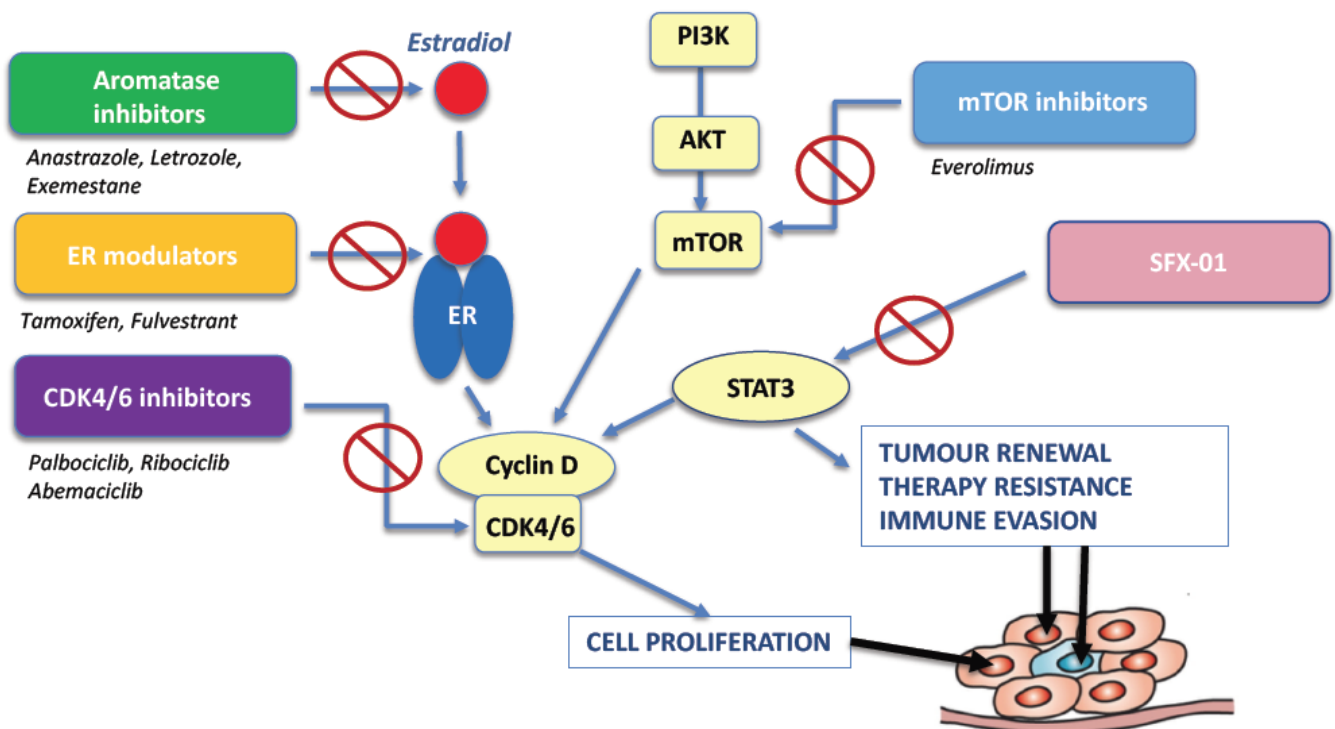 Estradiol
PI3K
Aromatase
inhibitors
mTOR inhibitors
AKT
Anastrazole, Letrozole,
Exemestane
Everolimus
ER modulators
mTOR
SFX-01
Tamoxifen, Fulvestrant
ER
CDK4/6 inhibitors
STAT3
Palbociclib, Ribociclib
Abemaciclib
Cyclin D
CDK4/6
TUMOUR RENEWAL
THERAPY RESISTANCE
IMMUNE EVASION
CELL PROLIFERATION